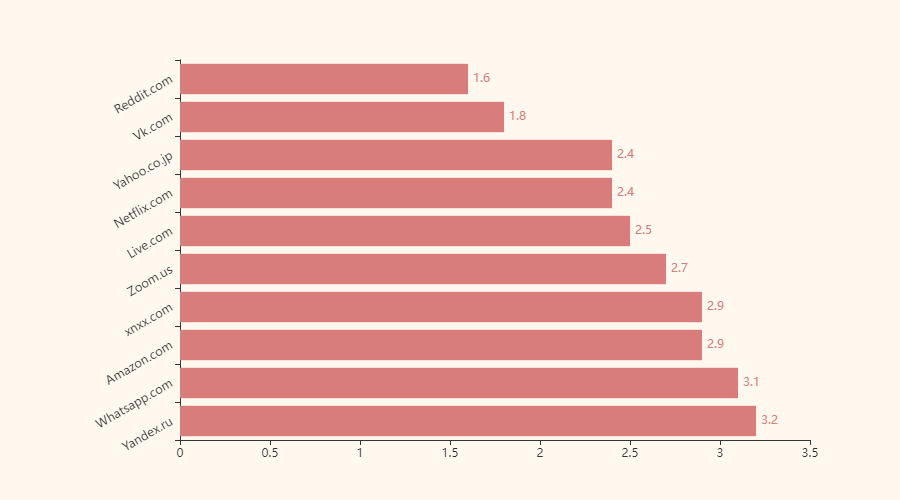 Reddit.com 1.6
Vk.com 1.8
Yahoo.co.jp 2.4
Netflix.com 2.4
Live.com 2.5
Zoom.us 2.7
xnxx.com 2.9
Amazon.com 2.9
Whatsapp.com 3.1
Yandex.ru 3.2
0 0.5 1 1.5 2 2.5 3 3.5